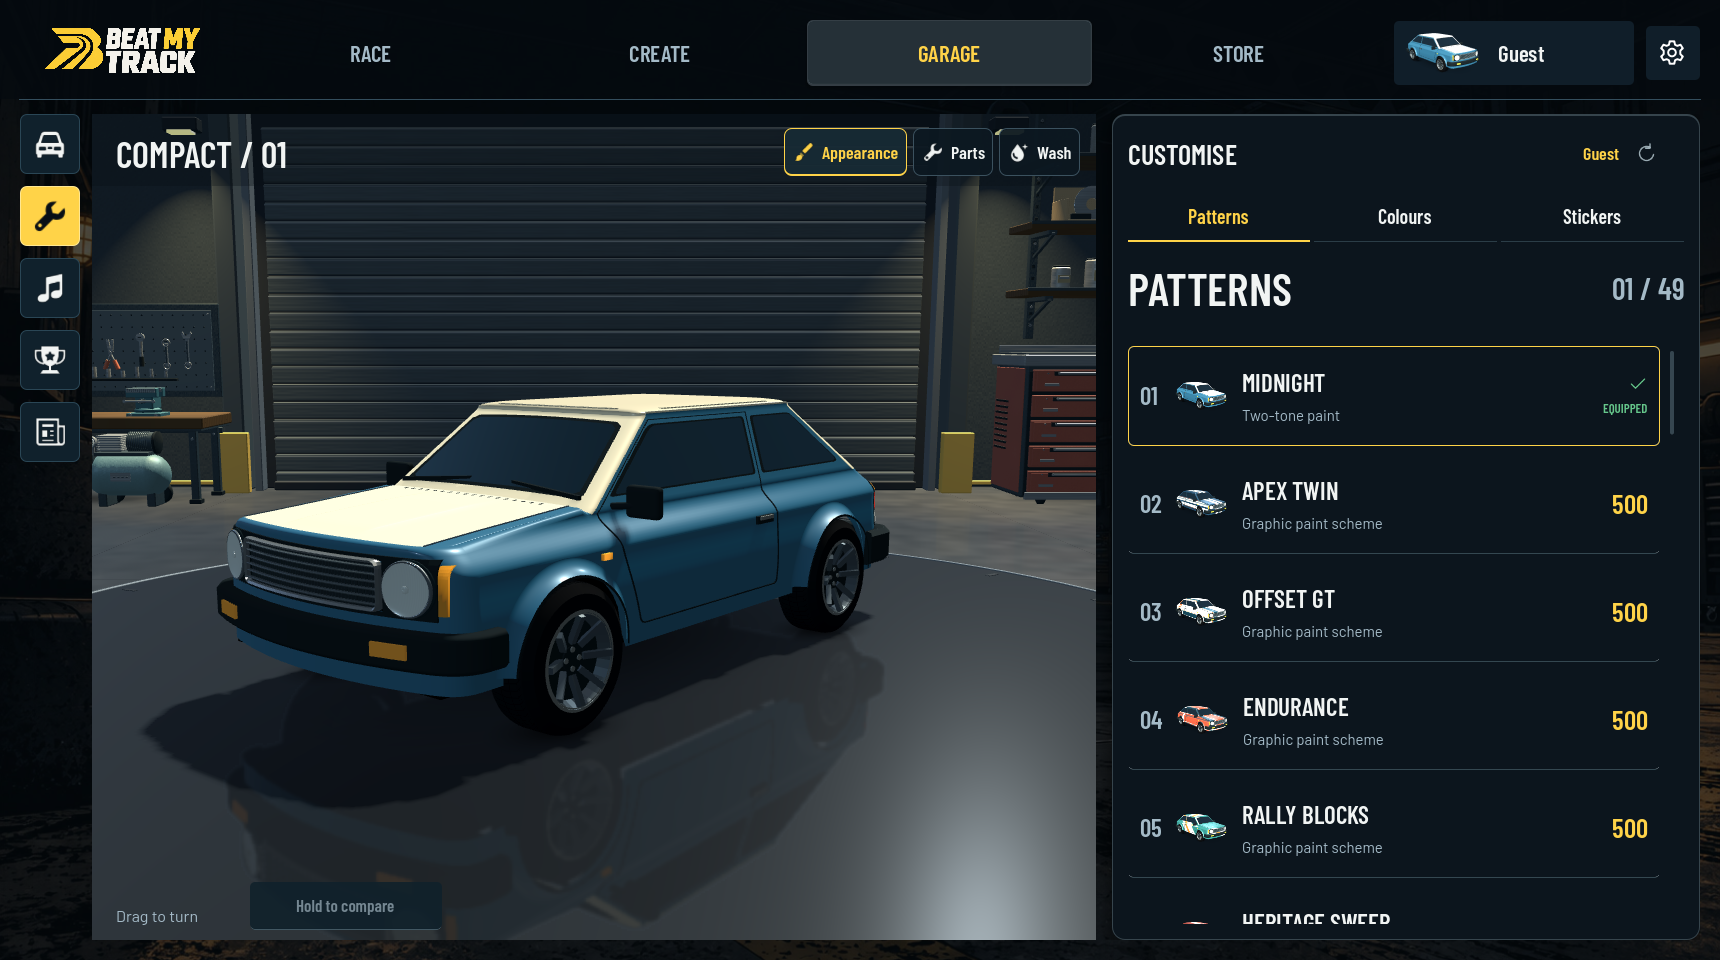 BEAT MY
TRACK
RACE
CREATE
GARAGE
STORE
Guest
COMPACT / 01
Appearance
Parts
Wash
CUSTOMISE
Guest
Patterns
Colours
Stickers
PATTERNS
01 / 49
01
MIDNIGHT
Two-tone paint
EQUIPPED
02
APEX TWIN
Graphic paint scheme
500
03
OFFSET GT
Graphic paint scheme
500
04
ENDURANCE
Graphic paint scheme
500
05
RALLY BLOCKS
Graphic paint scheme
500
HERITAGE SWEEP
Drag to turn
Hold to compare